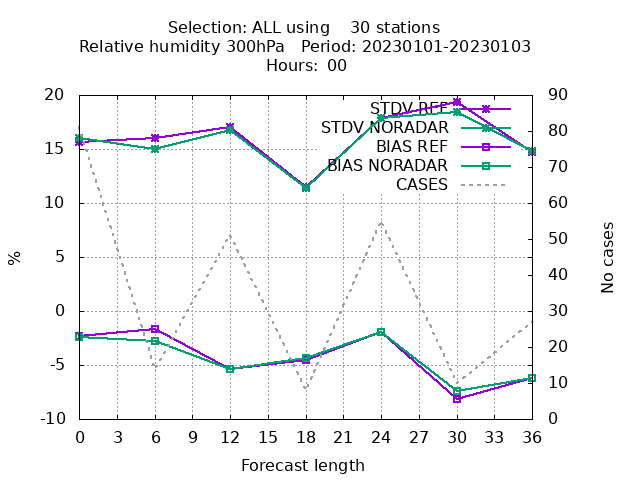 Selection: ALL using    30 stations
Relative humidity 300hPa   Period: 20230101-20230103
Hours:  00
20 90
STDV REF
80
STDV NORADAR
15 BIAS REF
70
BIAS NORADAR
CASES
10 60
%
No cases
5 50
40
0 30
-5 20
10
-10 0
0 3 6 9 12 15 18 21 24 27 30 33 36
Forecast length